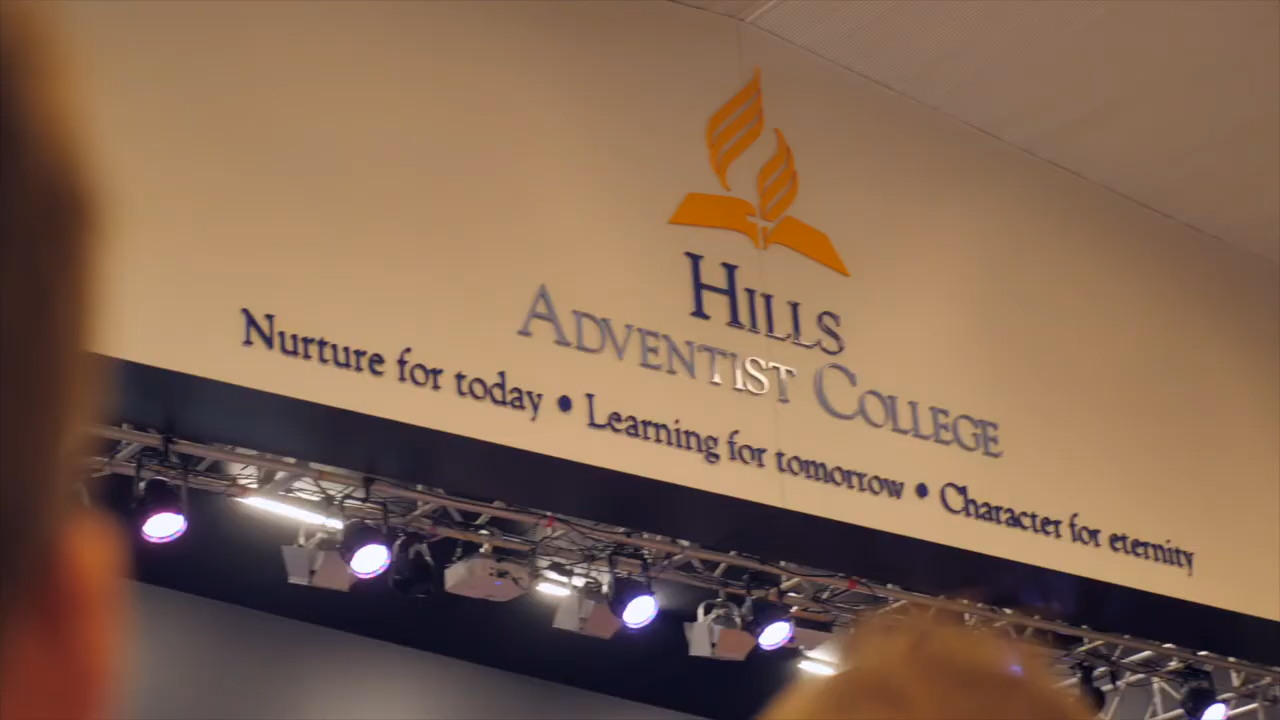 HILLS
ADVENTIST COLLEGE
Nurture for today • Learning for tomorrow • Character for eternity